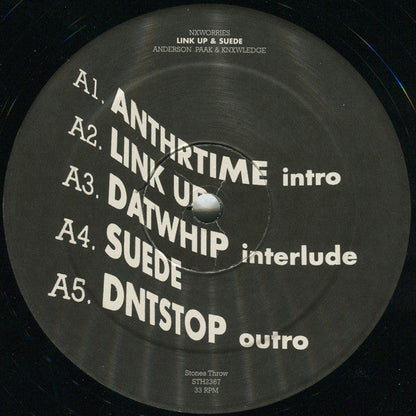 NXWORRIES
LINK UP & SUEDE
ANDERSON .PAAK & KNXWLEDGE
A1. ANTHRTIME intro
A2. LINK UP
A3. DATWHIP interlude
A4. SUEDE
A5. DNTSTOP outro
Stones Throw
STH2367
33 RPM